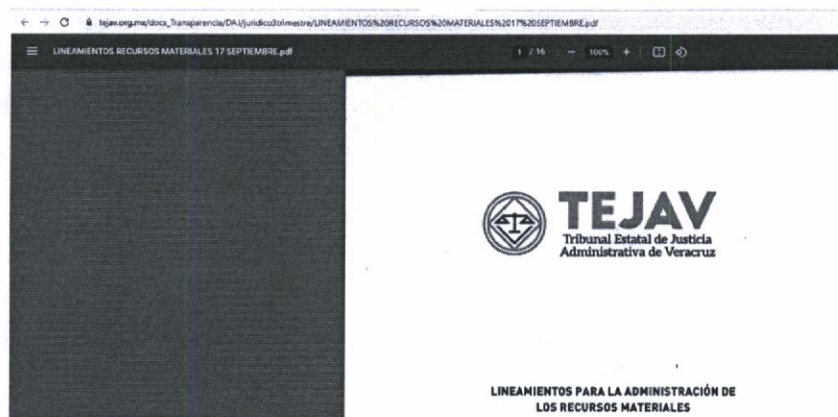 tejav.org.mx/docs_Transparencia/DAJ/juridico3trimestre/LINEAMIENTOS%20RECURSOS%20MATERIALES%2017%20SEPTIEMBRE.pdf
LINEAMIENTOS RECURSOS MATERIALES 17 SEPTIEMBRE.pdf
1 / 16
100%
TEJAV
Tribunal Estatal de Justicia
Administrativa de Veracruz
LINEAMIENTOS PARA LA ADMINISTRACIÓN DE
LOS RECURSOS MATERIALES